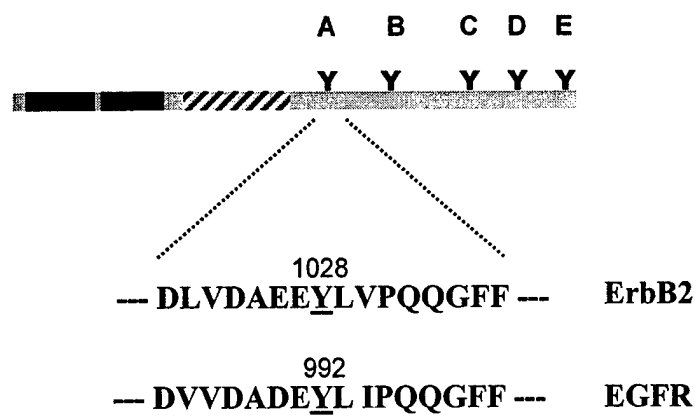 A B C D E
Y Y Y Y Y
1028
--- DLVDAEEYLVPQQGFF --- ErbB2
992
--- DVVDADEYL IPQQGFF --- EGFR